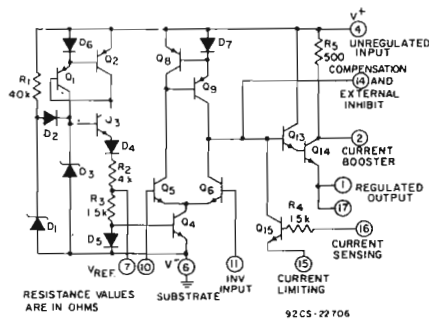 V+
4
UNREGULATED
INPUT
D6
Q1
Q2
Q8
D7
Q9
R5
500
COMPENSATION
14 AND
EXTERNAL
INHIBIT
R1
40k
D2
Q3
D4
D3
R2
4k
R3
15k
D1
D5
Q5
Q6
Q4
Q13
Q14
2
CURRENT
BOOSTER
1
REGULATED
OUTPUT
17
R4
15k
Q15
16
CURRENT
SENSING
15
CURRENT
LIMITING
VREF.
7
10
V-
6
SUBSTRATE
11
INV
INPUT
RESISTANCE VALUES
ARE IN OHMS
92CS-22706